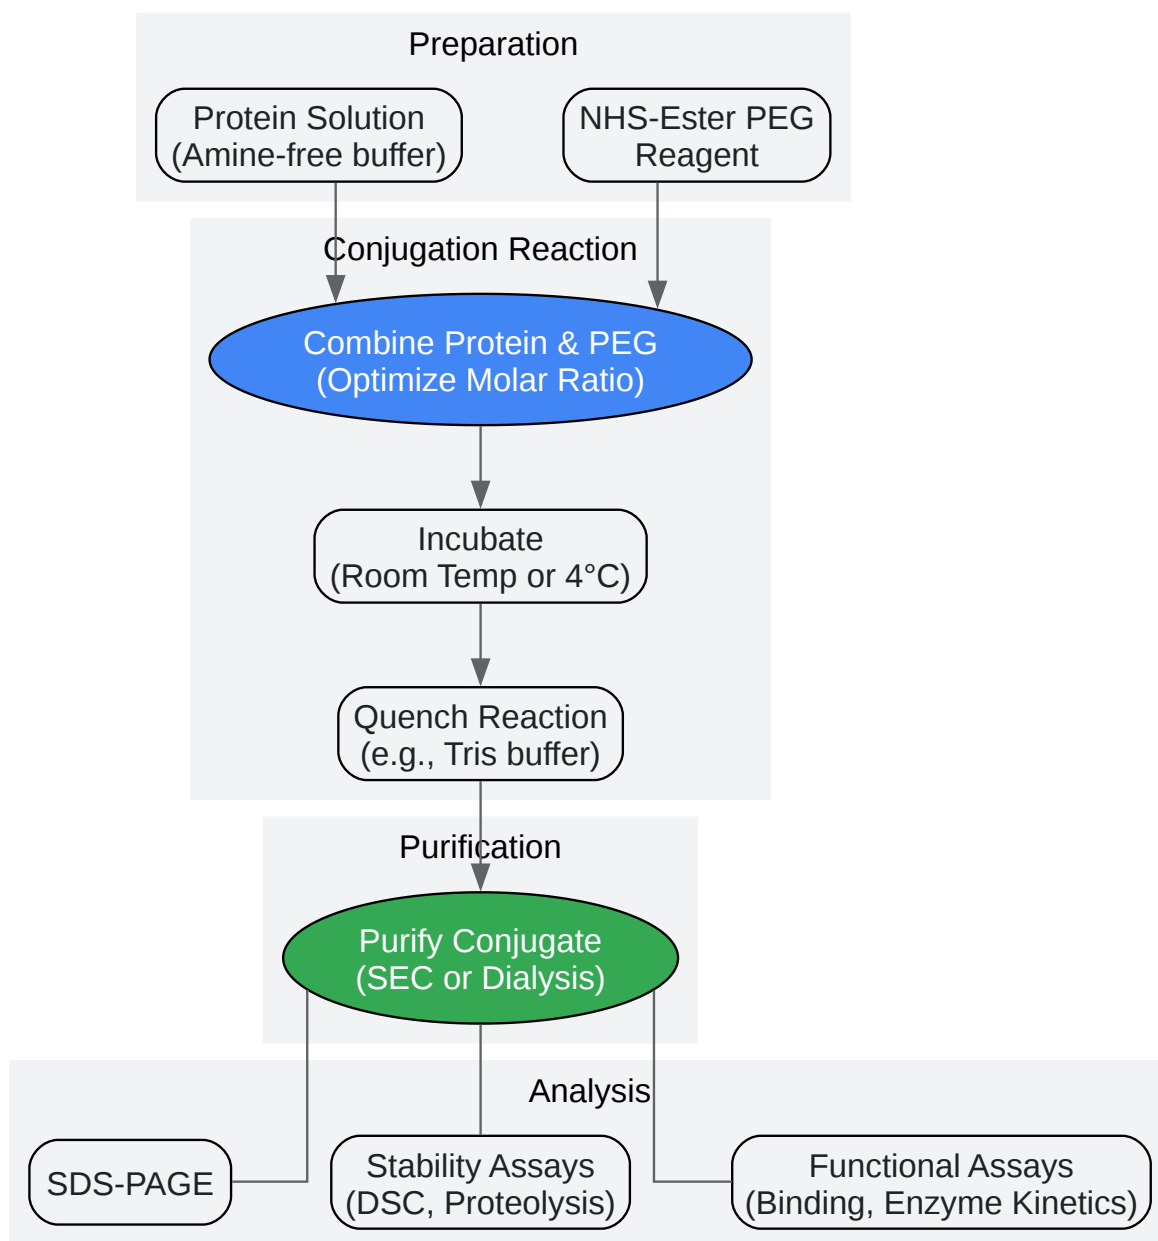 Preparation
Protein Solution
(Amine-free buffer)
NHS-Ester PEG
Reagent
Conjugation Reaction
Combine Protein & PEG
(Optimize Molar Ratio)
Incubate
(Room Temp or 4°C)
Quench Reaction
(e.g., Tris buffer)
Purification
Purify Conjugate
(SEC or Dialysis)
Analysis
SDS-PAGE
Stability Assays
(DSC, Proteolysis)
Functional Assays
(Binding, Enzyme Kinetics)